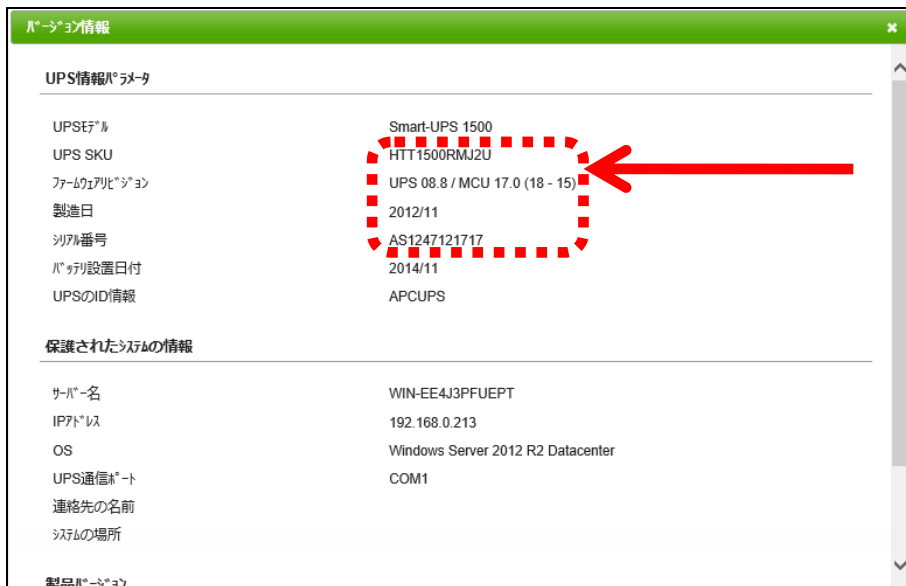 ﾊﾞｰｼﾞｮﾝ情報
UPS情報ﾊﾟﾗﾒｰﾀ
UPSﾓﾃﾞﾙ Smart-UPS 1500
UPS SKU HTT1500RMJ2U
ﾌｧｰﾑｳｪｱﾘﾋﾞｼﾞｮﾝ UPS 08.8 / MCU 17.0 (18 - 15)
製造日 2012/11
ｼﾘｱﾙ番号 AS1247121717
ﾊﾞｯﾃﾘ設置日付 2014/11
UPSのID情報 APCUPS
保護されたｼｽﾃﾑの情報
ｻｰﾊﾞｰ名 WIN-EE4J3PFUEPT
IPｱﾄﾞﾚｽ 192.168.0.213
OS Windows Server 2012 R2 Datacenter
UPS通信ﾎﾟｰﾄ COM1
連絡先の名前
ｼｽﾃﾑの場所
製品ﾊﾞｰｼﾞｮﾝ